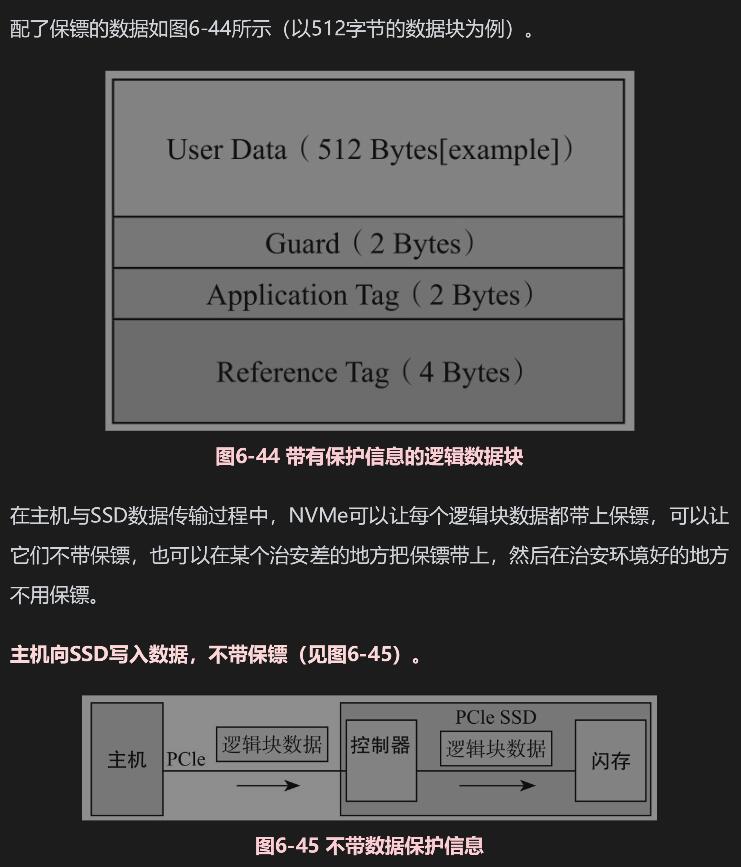 配了保镖的数据如图6-44所示（以512字节的数据块为例）。
User Data（512 Bytes[example]）
Guard（2 Bytes）
Application Tag（2 Bytes）
Reference Tag（4 Bytes）
图6-44 带有保护信息的逻辑数据块
在主机与SSD数据传输过程中，NVMe可以让每个逻辑块数据都带上保镖，可以让
它们不带保镖，也可以在某个治安差的地方把保镖带上，然后在治安环境好的地方
不用保镖。
主机向SSD写入数据，不带保镖（见图6-45）。
PCle SSD
主机
PCle
逻辑块数据
控制器
逻辑块数据
闪存
图6-45 不带数据保护信息